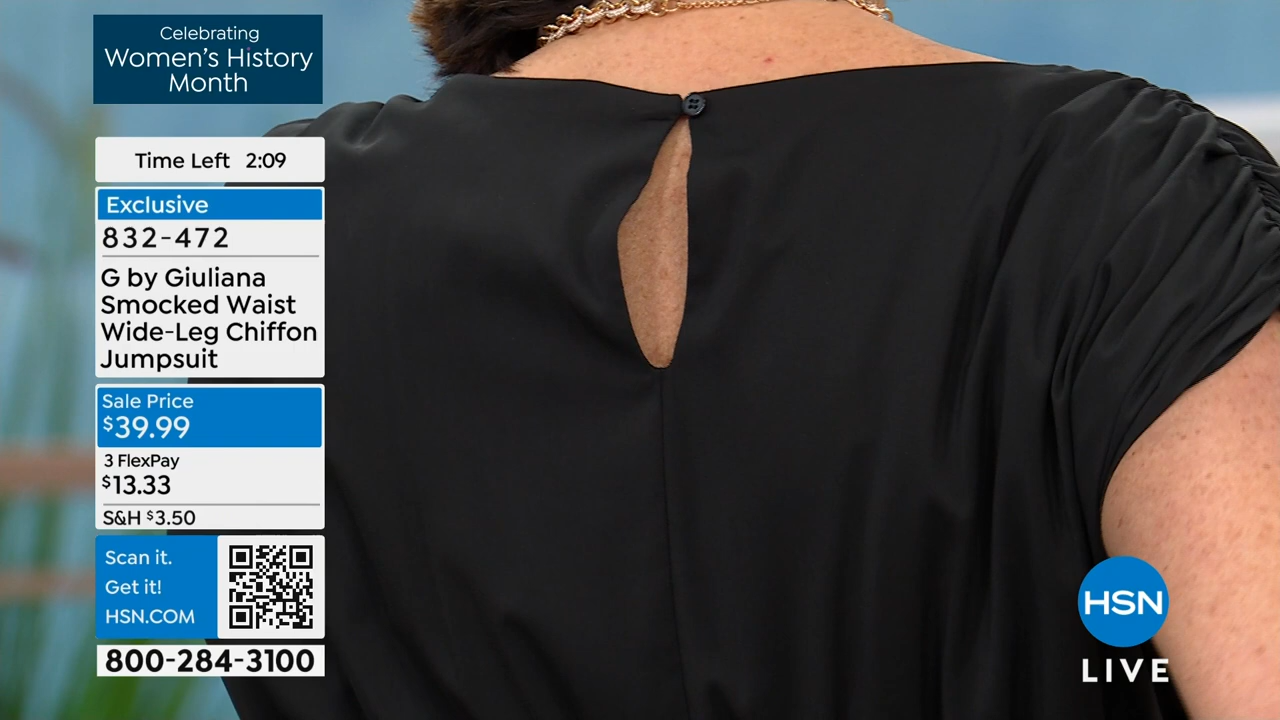 Celebrating
Women's History
Month
Time Left 2:09
Exclusive
832-472
G by Giuliana
Smocked Waist
Wide-Leg Chiffon
Jumpsuit
Sale Price
$39.99
3 FlexPay
$13.33
S&H $3.50
Scan it.
Get it!
HSN.COM
800-284-3100
HSN
LIVE